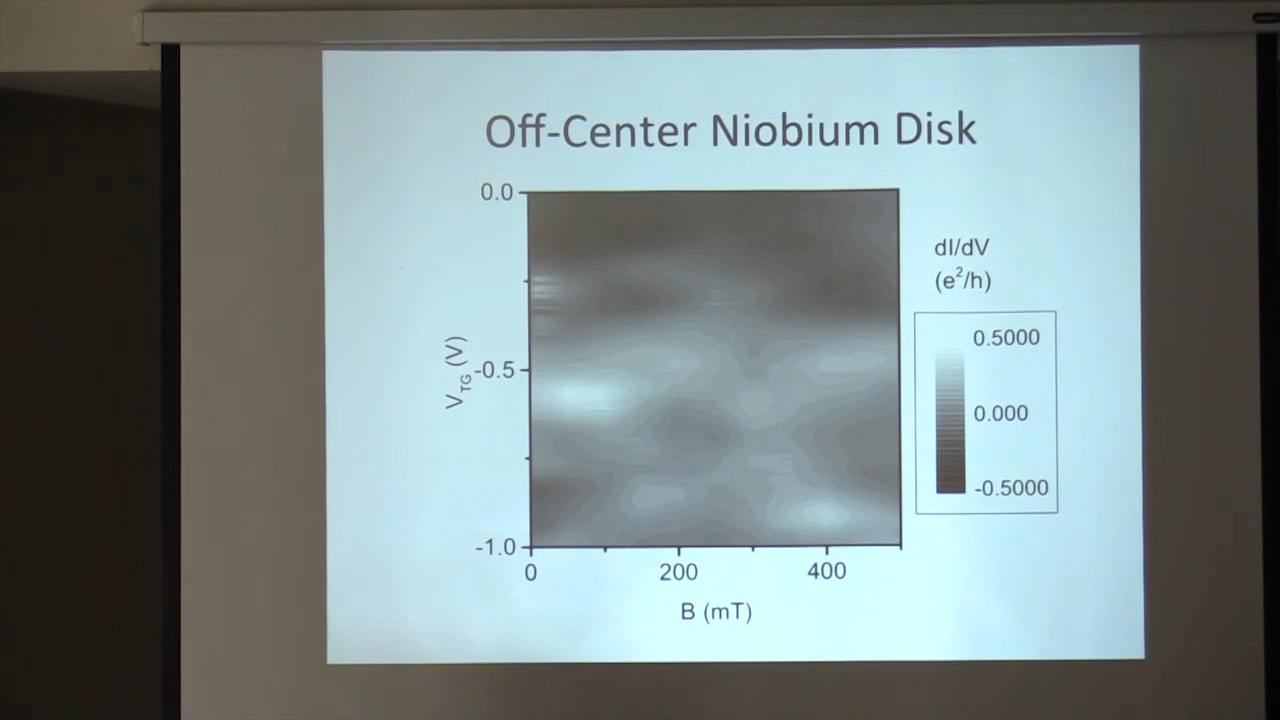 Off-Center Niobium Disk
0.0
-0.5
-1.0
V_TG (V)
0
200
400
B (mT)
dI/dV
(e²/h)
0.5000
0.000
-0.5000